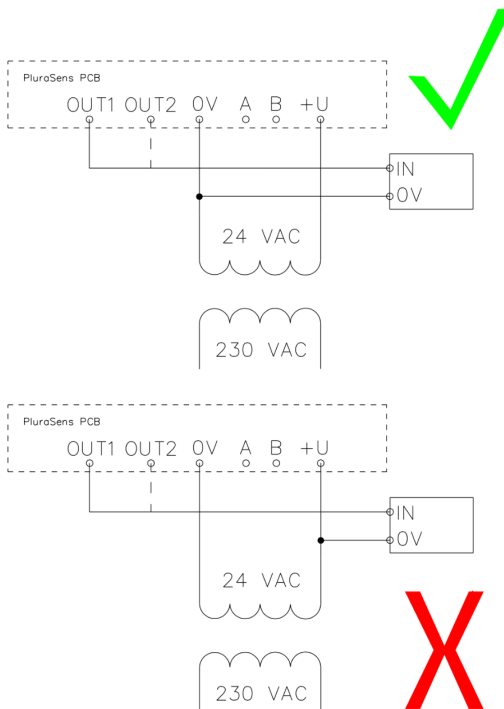 PluraSens PCB
OUT1 OUT2 0V A B +U
IN
0V
24 VAC
230 VAC
PluraSens PCB
OUT1 OUT2 0V A B +U
IN
0V
24 VAC
230 VAC